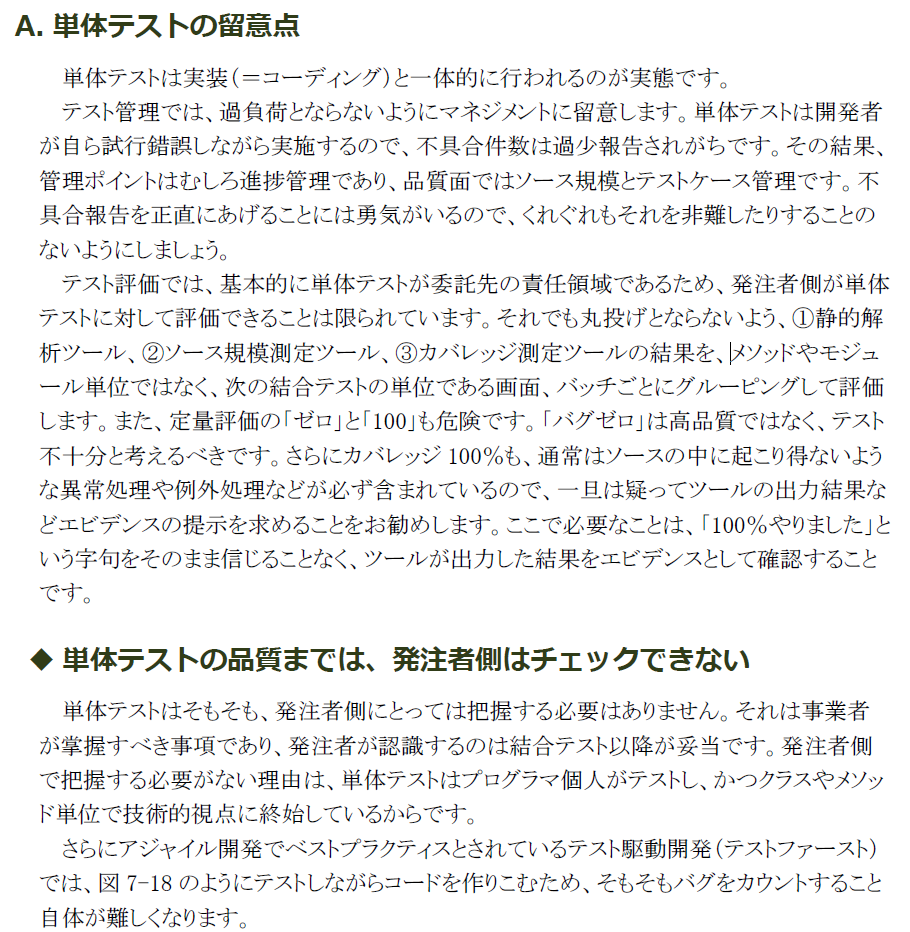 A. 単体テストの留意点
単体テストは実装（＝コーディング）と一体的に行われるのが実態です。
テスト管理では、過負荷とならないようにマネジメントに留意します。単体テストは開発者
が自ら試行錯誤しながら実施するので、不具合件数は過少報告されがちです。その結果、
管理ポイントはむしろ進捗管理であり、品質面ではソース規模とテストケース管理です。不
具合報告を正直にあげることには勇気がいるので、くれぐれもそれを非難したりすることの
ないようにしましょう。
テスト評価では、基本的に単体テストが委託先の責任領域であるため、発注者側が単体
テストに対して評価できることは限られています。それでも丸投げとならないよう、①静的解
析ツール、②ソース規模測定ツール、③カバレッジ測定ツールの結果を、メソッドやモジュ
ール単位ではなく、次の結合テストの単位である画面、バッチごとにグルーピングして評価
します。また、定量評価の「ゼロ」と「100」も危険です。「バグゼロ」は高品質ではなく、テスト
不十分と考えるべきです。さらにカバレッジ 100％も、通常はソースの中に起こり得ないよう
な異常処理や例外処理などが必ず含まれているので、一旦は疑ってツールの出力結果な
どエビデンスの提示を求めることをお勧めします。ここで必要なことは、「100％やりました」と
いう字句をそのまま信じることなく、ツールが出力した結果をエビデンスとして確認すること
です。
◆ 単体テストの品質までは、発注者側はチェックできない
単体テストはそもそも、発注者側にとっては把握する必要はありません。それは事業者
が掌握すべき事項であり、発注者が認識するのは結合テスト以降が妥当です。発注者側
で把握する必要がない理由は、単体テストはプログラマ個人がテストし、かつクラスやメソッ
ド単位で技術的視点に終始しているからです。
さらにアジャイル開発でベストプラクティスとされているテスト駆動開発（テストファースト）
では、図 7-18 のようにテストしながらコードを作りこむため、そもそもバグをカウントすること
自体が難しくなります。